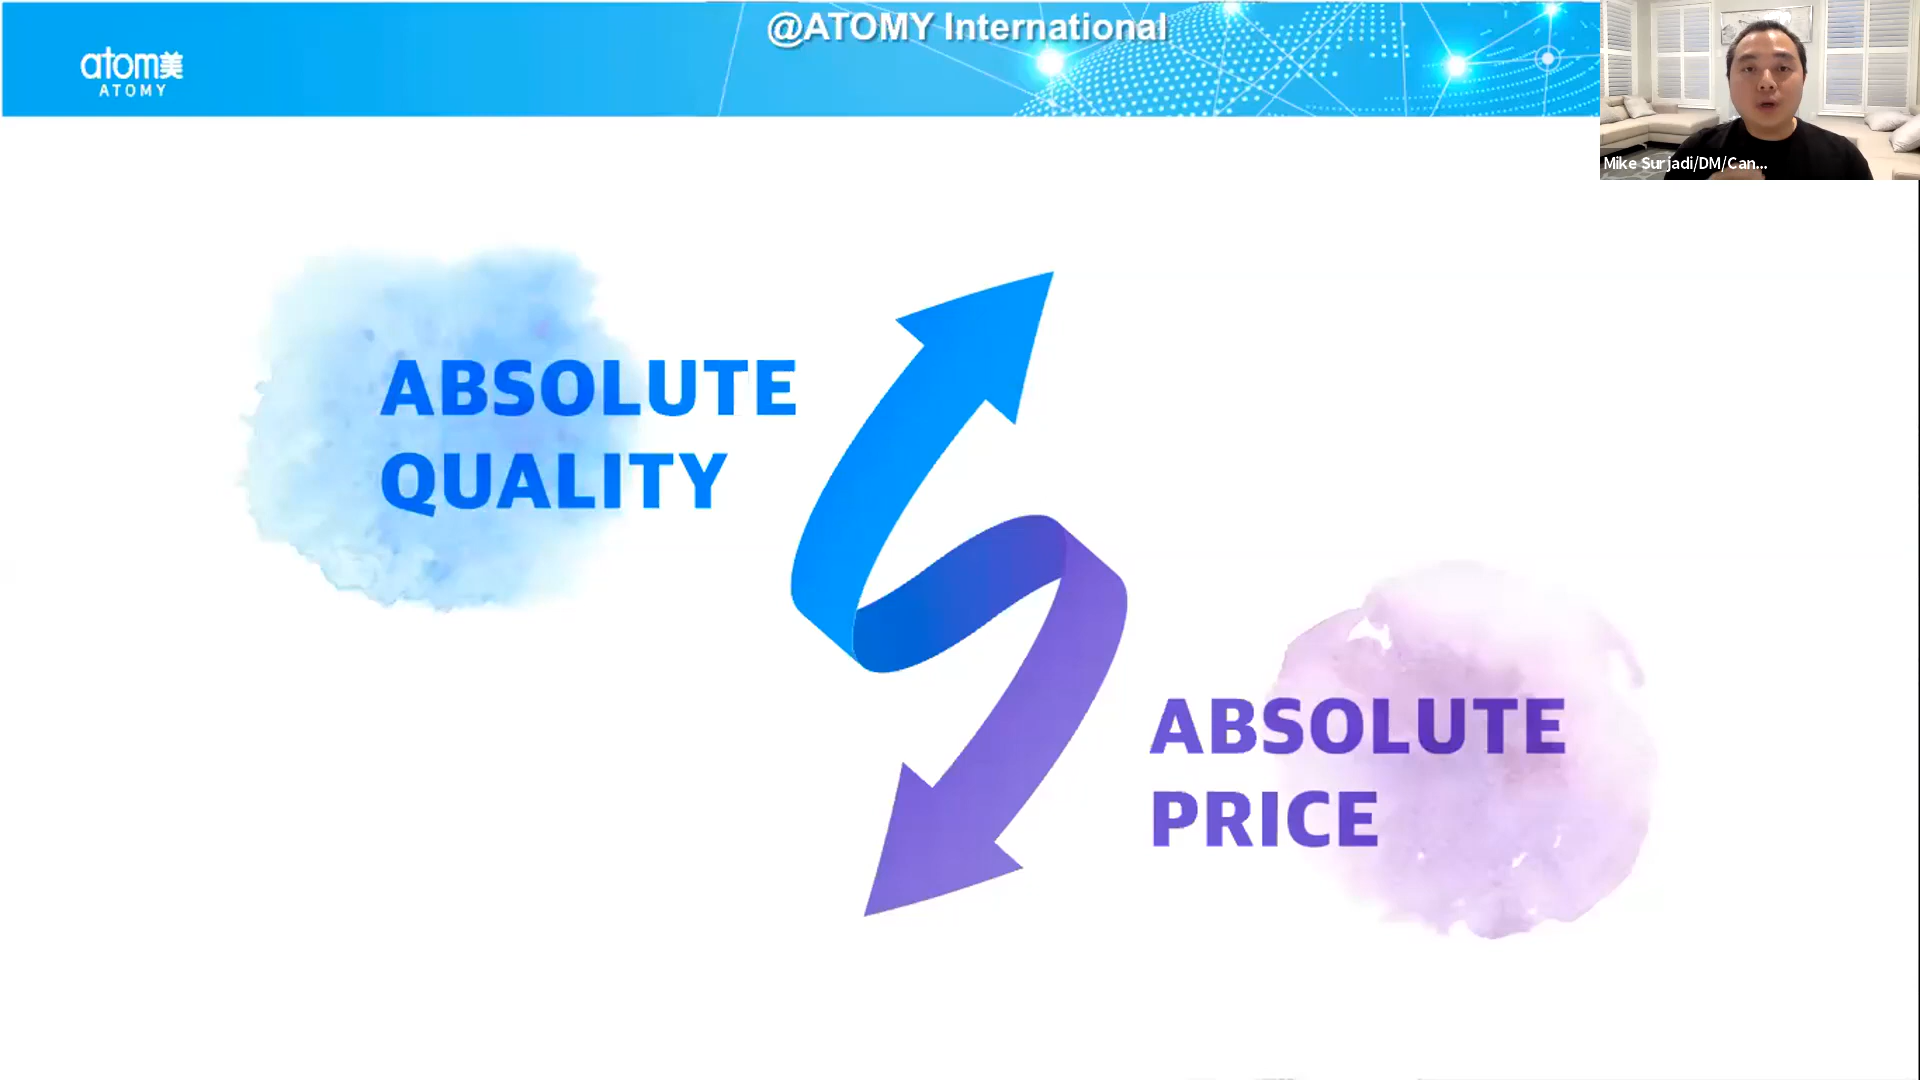 @ATOMY International
atom美
ATOMY
Mike Surjadi/DM/Can...
ABSOLUTE
QUALITY
ABSOLUTE
PRICE